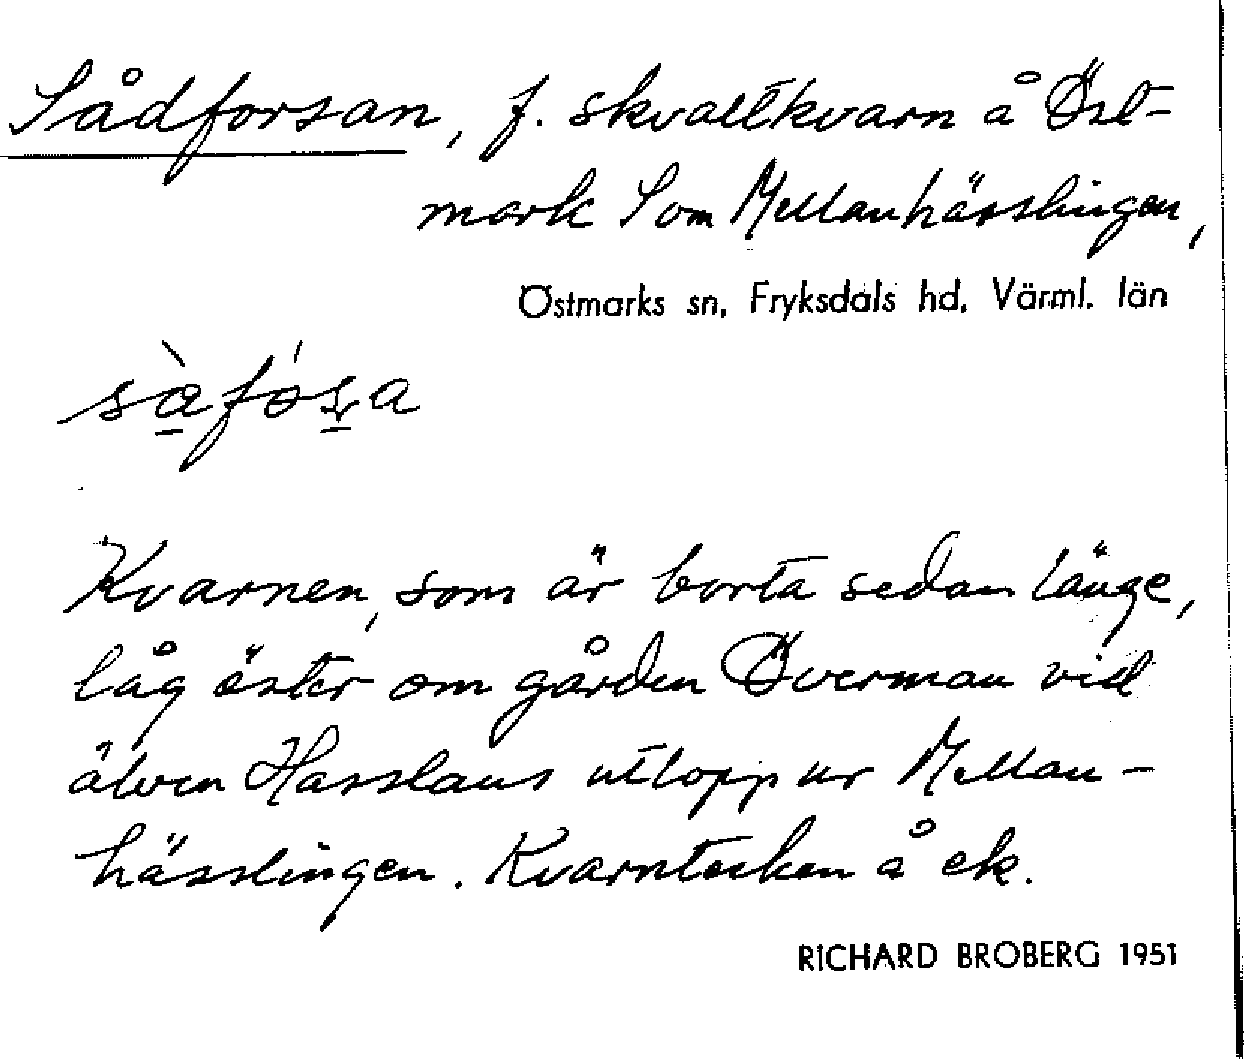 Sådforsan, f. skvaltkvarn å Öst-
mark S om Mellanhässlingen,
Östmarks sn, Fryksdals hd, Värml. län
Kvarnen, som är borta sedan länge,
låg öster om gården Överman vid
älven Hasslans utlopp ur Mellan-
hässlingen. Kvarntecken å ek.
RICHARD BROBERG 1951